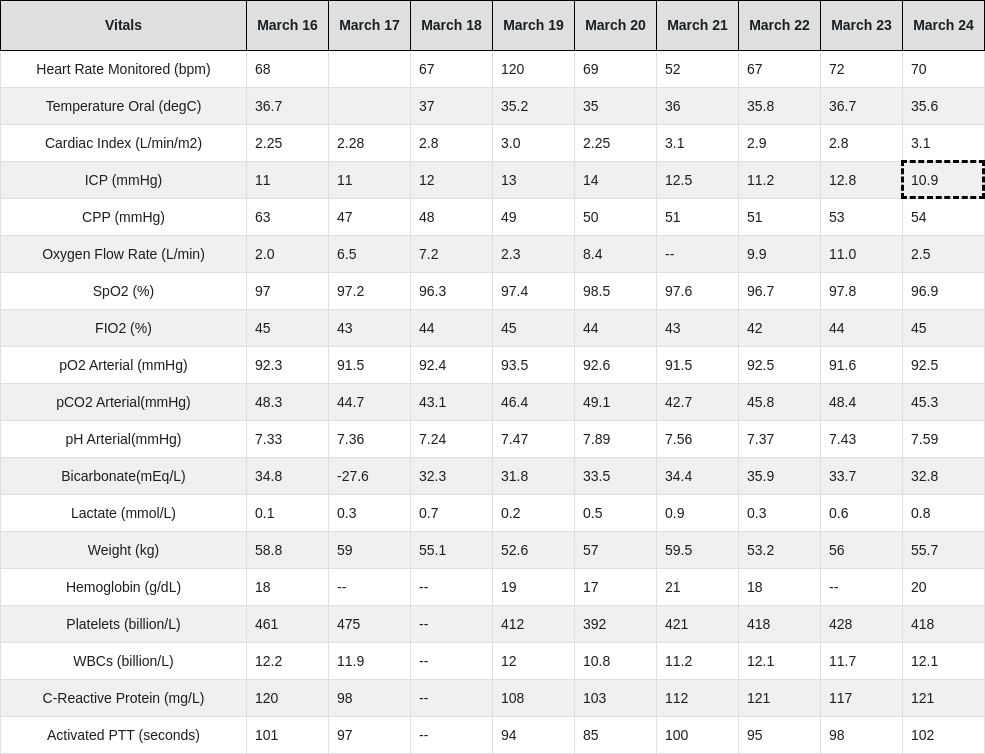 Vitals March 16 March 17 March 18 March 19 March 20 March 21 March 22 March 23 March 24
Heart Rate Monitored (bpm) 68 67 120 69 52 67 72 70
Temperature Oral (degC) 36.7 37 35.2 35 36 35.8 36.7 35.6
Cardiac Index (L/min/m2) 2.25 2.28 2.8 3.0 2.25 3.1 2.9 2.8 3.1
ICP (mmHg) 11 11 12 13 14 12.5 11.2 12.8 10.9
CPP (mmHg) 63 47 48 49 50 51 51 53 54
Oxygen Flow Rate (L/min) 2.0 6.5 7.2 2.3 8.4 -- 9.9 11.0 2.5
SpO2 (%) 97 97.2 96.3 97.4 98.5 97.6 96.7 97.8 96.9
FIO2 (%) 45 43 44 45 44 43 42 44 45
pO2 Arterial (mmHg) 92.3 91.5 92.4 93.5 92.6 91.5 92.5 91.6 92.5
pCO2 Arterial(mmHg) 48.3 44.7 43.1 46.4 49.1 42.7 45.8 48.4 45.3
pH Arterial(mmHg) 7.33 7.36 7.24 7.47 7.89 7.56 7.37 7.43 7.59
Bicarbonate(mEq/L) 34.8 -27.6 32.3 31.8 33.5 34.4 35.9 33.7 32.8
Lactate (mmol/L) 0.1 0.3 0.7 0.2 0.5 0.9 0.3 0.6 0.8
Weight (kg) 58.8 59 55.1 52.6 57 59.5 53.2 56 55.7
Hemoglobin (g/dL) 18 -- -- 19 17 21 18 -- 20
Platelets (billion/L) 461 475 -- 412 392 421 418 428 418
WBCs (billion/L) 12.2 11.9 -- 12 10.8 11.2 12.1 11.7 12.1
C-Reactive Protein (mg/L) 120 98 -- 108 103 112 121 117 121
Activated PTT (seconds) 101 97 -- 94 85 100 95 98 102